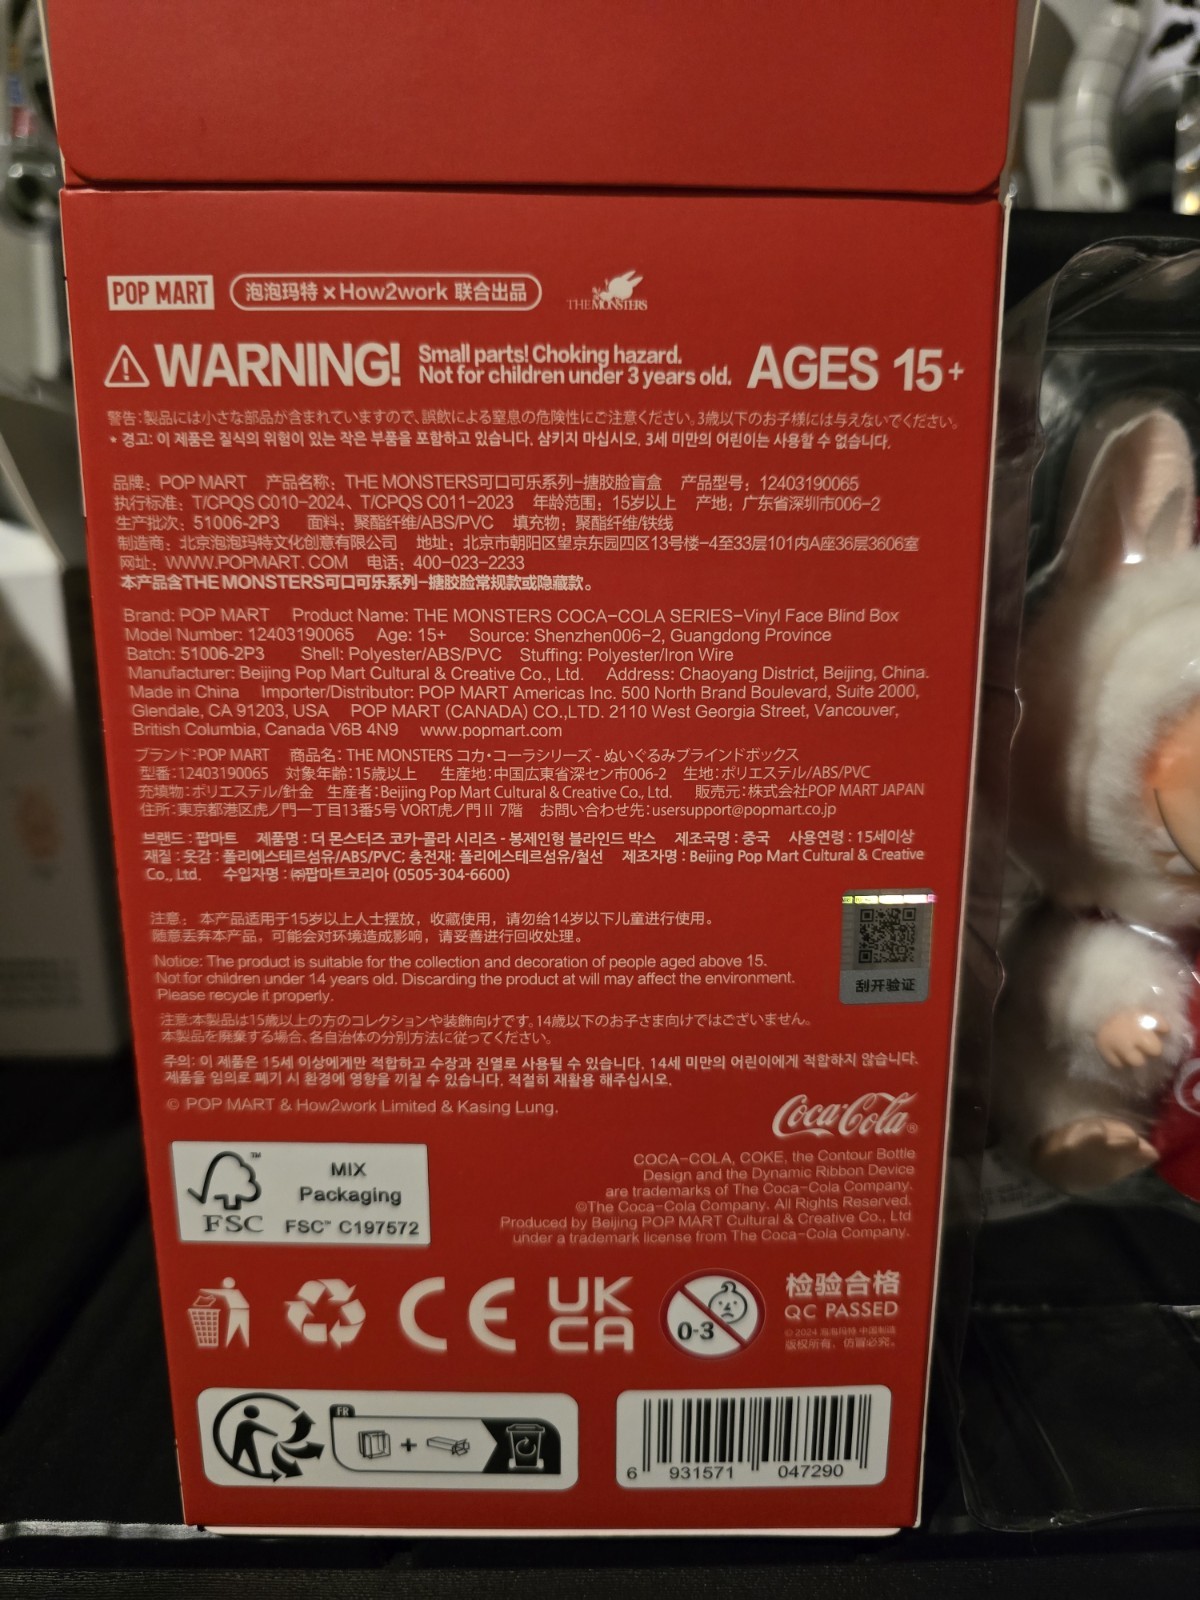 POP MART 泡泡玛特×How2work 联合出品 THE MONSTERS
WARNING! Small parts! Choking hazard. AGES 15+
Not for children under 3 years old.
警告:製品には小さな部品が含まれていますので、誤飲による窒息の危険性にご注意ください。3歳以下のお子様には与えないでください。
* 경고: 이 제품은 질식의 위험이 있는 작은 부품을 포함하고 있습니다. 삼키지 마십시오. 3세 미만의 어린이는 사용할 수 없습니다.
品牌：POP MART 产品名称：THE MONSTERS可口可乐系列-搪胶脸盲盒 产品型号：12403190065
执行标准：T/CPQS C010-2024、T/CPQS C011-2023 年龄范围：15岁以上 产地：广东省深圳市006-2
生产批次：51006-2P3 面料：聚酯纤维/ABS/PVC 填充物：聚酯纤维/铁线
制造商：北京泡泡玛特文化创意有限公司 地址：北京市朝阳区望京东园四区13号楼-4至33层101内A座36层3606室
网址：WWW.POPMART.COM 电话：400-023-2233
本产品含THE MONSTERS可口可乐系列-搪胶脸常规款或隐藏款。
Brand: POP MART Product Name: THE MONSTERS COCA-COLA SERIES-Vinyl Face Blind Box
Model Number: 12403190065 Age: 15+ Source: Shenzhen006-2, Guangdong Province
Batch: 51006-2P3 Shell: Polyester/ABS/PVC Stuffing: Polyester/Iron Wire
Manufacturer: Beijing Pop Mart Cultural & Creative Co., Ltd. Address: Chaoyang District, Beijing, China.
Made in China Importer/Distributor: POP MART Americas Inc. 500 North Brand Boulevard, Suite 2000,
Glendale, CA 91203, USA POP MART (CANADA) CO.,LTD. 2110 West Georgia Street, Vancouver,
British Columbia, Canada V6B 4N9 www.popmart.com
ブランド:POP MART 商品名: THE MONSTERS コカ・コーラシリーズ - ぬいぐるみブラインドボックス
型番:12403190065 対象年齢:15歳以上 生産地:中国広東省深セン市006-2 生地:ポリエステル/ABS/PVC
充填物:ポリエステル/針金 生産者:Beijing Pop Mart Cultural & Creative Co., Ltd. 販売元:株式会社POP MART JAPAN
住所:東京都港区虎ノ門一丁目13番5号 VORT虎ノ門Ⅱ 7階 お問い合わせ先:usersupport@popmart.co.jp
브랜드 : 팝마트 제품명 : 더 몬스터즈 코카-콜라 시리즈 - 봉제인형 블라인드 박스 제조국명 : 중국 사용연령 : 15세이상
재질 : 옷감 : 폴리에스테르섬유/ABS/PVC; 충전재: 폴리에스테르섬유/철선 제조자명 : Beijing Pop Mart Cultural & Creative
Co., Ltd. 수입자명 : ㈜팝마트코리아 (0505-304-6600)
注意： 本产品适用于15岁以上人士摆放，收藏使用，请勿给14岁以下儿童进行使用。
随意丢弃本产品，可能会对环境造成影响，请妥善进行回收处理。
刮开验证
Notice: The product is suitable for the collection and decoration of people aged above 15.
Not for children under 14 years old. Discarding the product at will may affect the environment.
Please recycle it properly.
注意:本製品は15歳以上の方のコレクションや装飾向けです。14歳以下のお子さま向けではございません。
本製品を廃棄する場合、各自治体の分別方法に従ってください。
주의: 이 제품은 15세 이상에게만 적합하고 수장과 진열로 사용될 수 있습니다. 14세 미만의 어린이에게 적합하지 않습니다.
제품을 임의로 폐기 시 환경에 영향을 끼칠 수 있습니다. 적절히 재활용 해주십시오.
© POP MART & How2work Limited & Kasing Lung.
Coca-Cola®
COCA-COLA, COKE, the Contour Bottle
Design and the Dynamic Ribbon Device
are trademarks of The Coca-Cola Company.
©The Coca-Cola Company. All Rights Reserved.
Produced by Beijing POP MART Cultural & Creative Co., Ltd
under a trademark license from The Coca-Cola Company.
FSC™
MIX
Packaging
FSC™ C197572
CE
UK
CA
0-3
检验合格
QC PASSED
©2024 泡泡玛特 中国制造
版权所有，仿冒必究。
FR
6 931571 047290